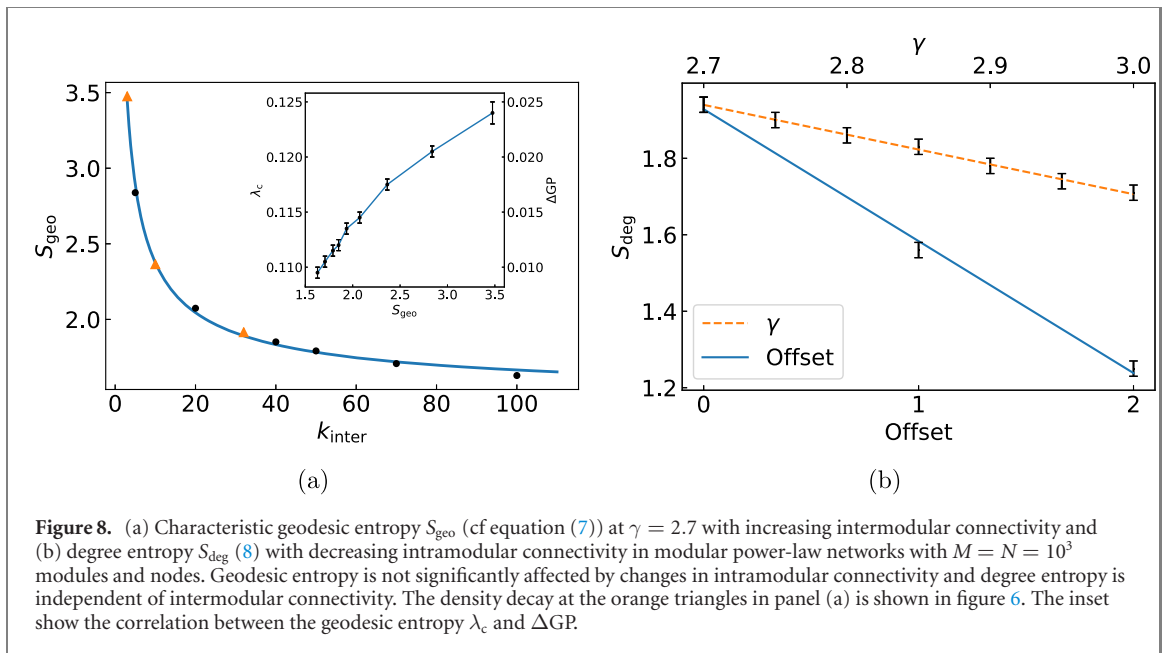 γ
2.7 2.8 2.9 3.0
3.5
3.0
2.5
2.0
S_geo
0 20 40 60 80 100
k_inter
0.125
0.120
0.115
0.110
λ_c
0.025
0.020
0.015
0.010
ΔGP
1.5 2.0 2.5 3.0 3.5
S_geo
(a)
1.8
1.6
1.4
1.2
S_deg
γ
Offset
0 1 2
Offset
(b)
Figure 8. (a) Characteristic geodesic entropy S_geo (cf equation (7)) at γ = 2.7 with increasing intermodular connectivity and
(b) degree entropy S_deg (8) with decreasing intramodular connectivity in modular power-law networks with M = N = 10³
modules and nodes. Geodesic entropy is not significantly affected by changes in intramodular connectivity and degree entropy is
independent of intermodular connectivity. The density decay at the orange triangles in panel (a) is shown in figure 6. The inset
show the correlation between the geodesic entropy λ_c and ΔGP.